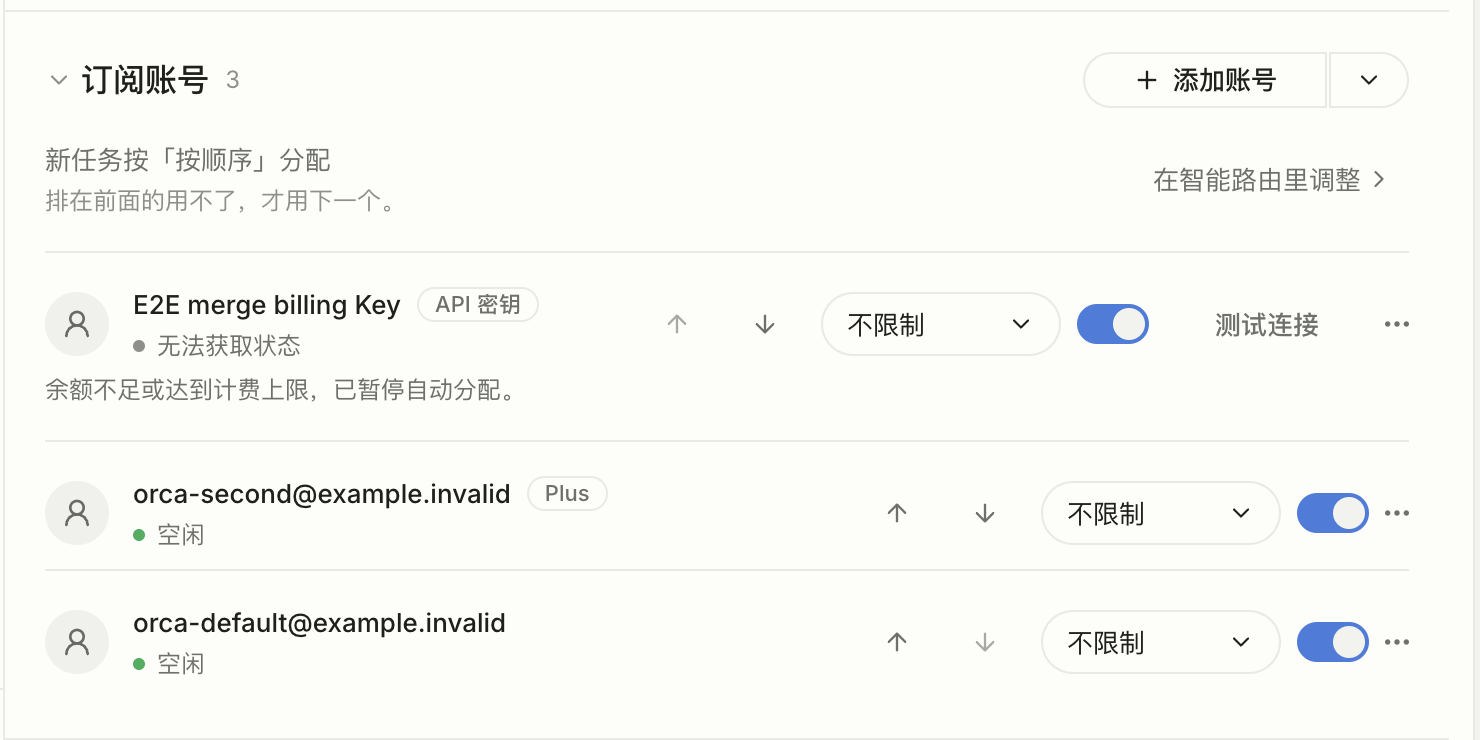 订阅账号 3
添加账号
新任务按「按顺序」分配
排在前面的用不了，才用下一个。
在智能路由里调整
E2E merge billing Key API 密钥
无法获取状态
不限制
测试连接
余额不足或达到计费上限，已暂停自动分配。
orca-second@example.invalid Plus
空闲
不限制
orca-default@example.invalid
空闲
不限制